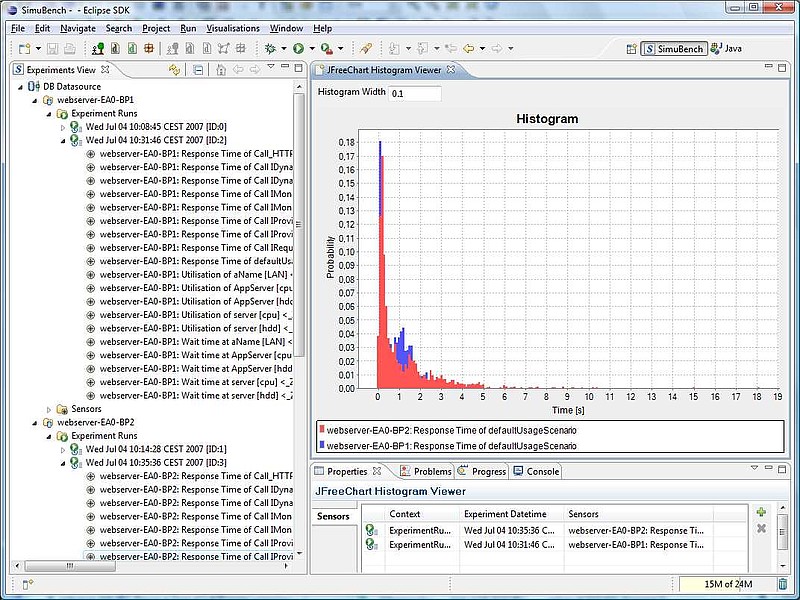 SimuBench - - Eclipse SDK
File Edit Navigate Search Project Run Visualisations Window Help
SimuBench Java
Experiments View
DB Datasource
webserver-EA0-BP1
Experiment Runs
Wed Jul 04 10:08:45 CEST 2007 [ID:0]
Wed Jul 04 10:31:46 CEST 2007 [ID:2]
webserver-EA0-BP1: Response Time of Call_HTTP
webserver-EA0-BP1: Response Time of Call IDyna
webserver-EA0-BP1: Response Time of Call IDyna
webserver-EA0-BP1: Response Time of Call IMon
webserver-EA0-BP1: Response Time of Call IMon
webserver-EA0-BP1: Response Time of Call IProvi
webserver-EA0-BP1: Response Time of Call IProvi
webserver-EA0-BP1: Response Time of Call IRequ
webserver-EA0-BP1: Response Time of defaultUsa
webserver-EA0-BP1: Utilisation of aName [LAN] <
webserver-EA0-BP1: Utilisation of AppServer [cpu
webserver-EA0-BP1: Utilisation of AppServer [hdd
webserver-EA0-BP1: Utilisation of server [cpu] <_
webserver-EA0-BP1: Utilisation of server [hdd] <_
webserver-EA0-BP1: Wait time at aName [LAN] <
webserver-EA0-BP1: Wait time at AppServer [cpu
webserver-EA0-BP1: Wait time at AppServer [hdd
webserver-EA0-BP1: Wait time at server [cpu] <_Z
webserver-EA0-BP1: Wait time at server [hdd] <_Z
Sensors
webserver-EA0-BP2
Experiment Runs
Wed Jul 04 10:14:28 CEST 2007 [ID:1]
Wed Jul 04 10:35:36 CEST 2007 [ID:3]
webserver-EA0-BP2: Response Time of Call_HTTP
webserver-EA0-BP2: Response Time of Call IDyna
webserver-EA0-BP2: Response Time of Call IDyna
webserver-EA0-BP2: Response Time of Call IMon
webserver-EA0-BP2: Response Time of Call IMon
webserver-EA0-BP2: Response Time of Call IProvi
webserver-EA0-BP2: Response Time of Call IProvi
JFreeChart Histogram Viewer
Histogram Width 0.1
Histogram
Probability
0,18
0,17
0,16
0,15
0,14
0,13
0,12
0,11
0,10
0,09
0,08
0,07
0,06
0,05
0,04
0,03
0,02
0,01
0,00
0 1 2 3 4 5 6 7 8 9 10 11 12 13 14 15 16 17 18 19
Time [s]
webserver-EA0-BP2: Response Time of defaultUsageScenario
webserver-EA0-BP1: Response Time of defaultUsageScenario
Properties Problems Progress Console
JFreeChart Histogram Viewer
Sensors
Context Experiment Datetime Sensors
ExperimentRu... Wed Jul 04 10:35:36 C... webserver-EA0-BP2: Response Ti...
ExperimentRu... Wed Jul 04 10:31:46 C... webserver-EA0-BP1: Response Ti...
15M of 24M